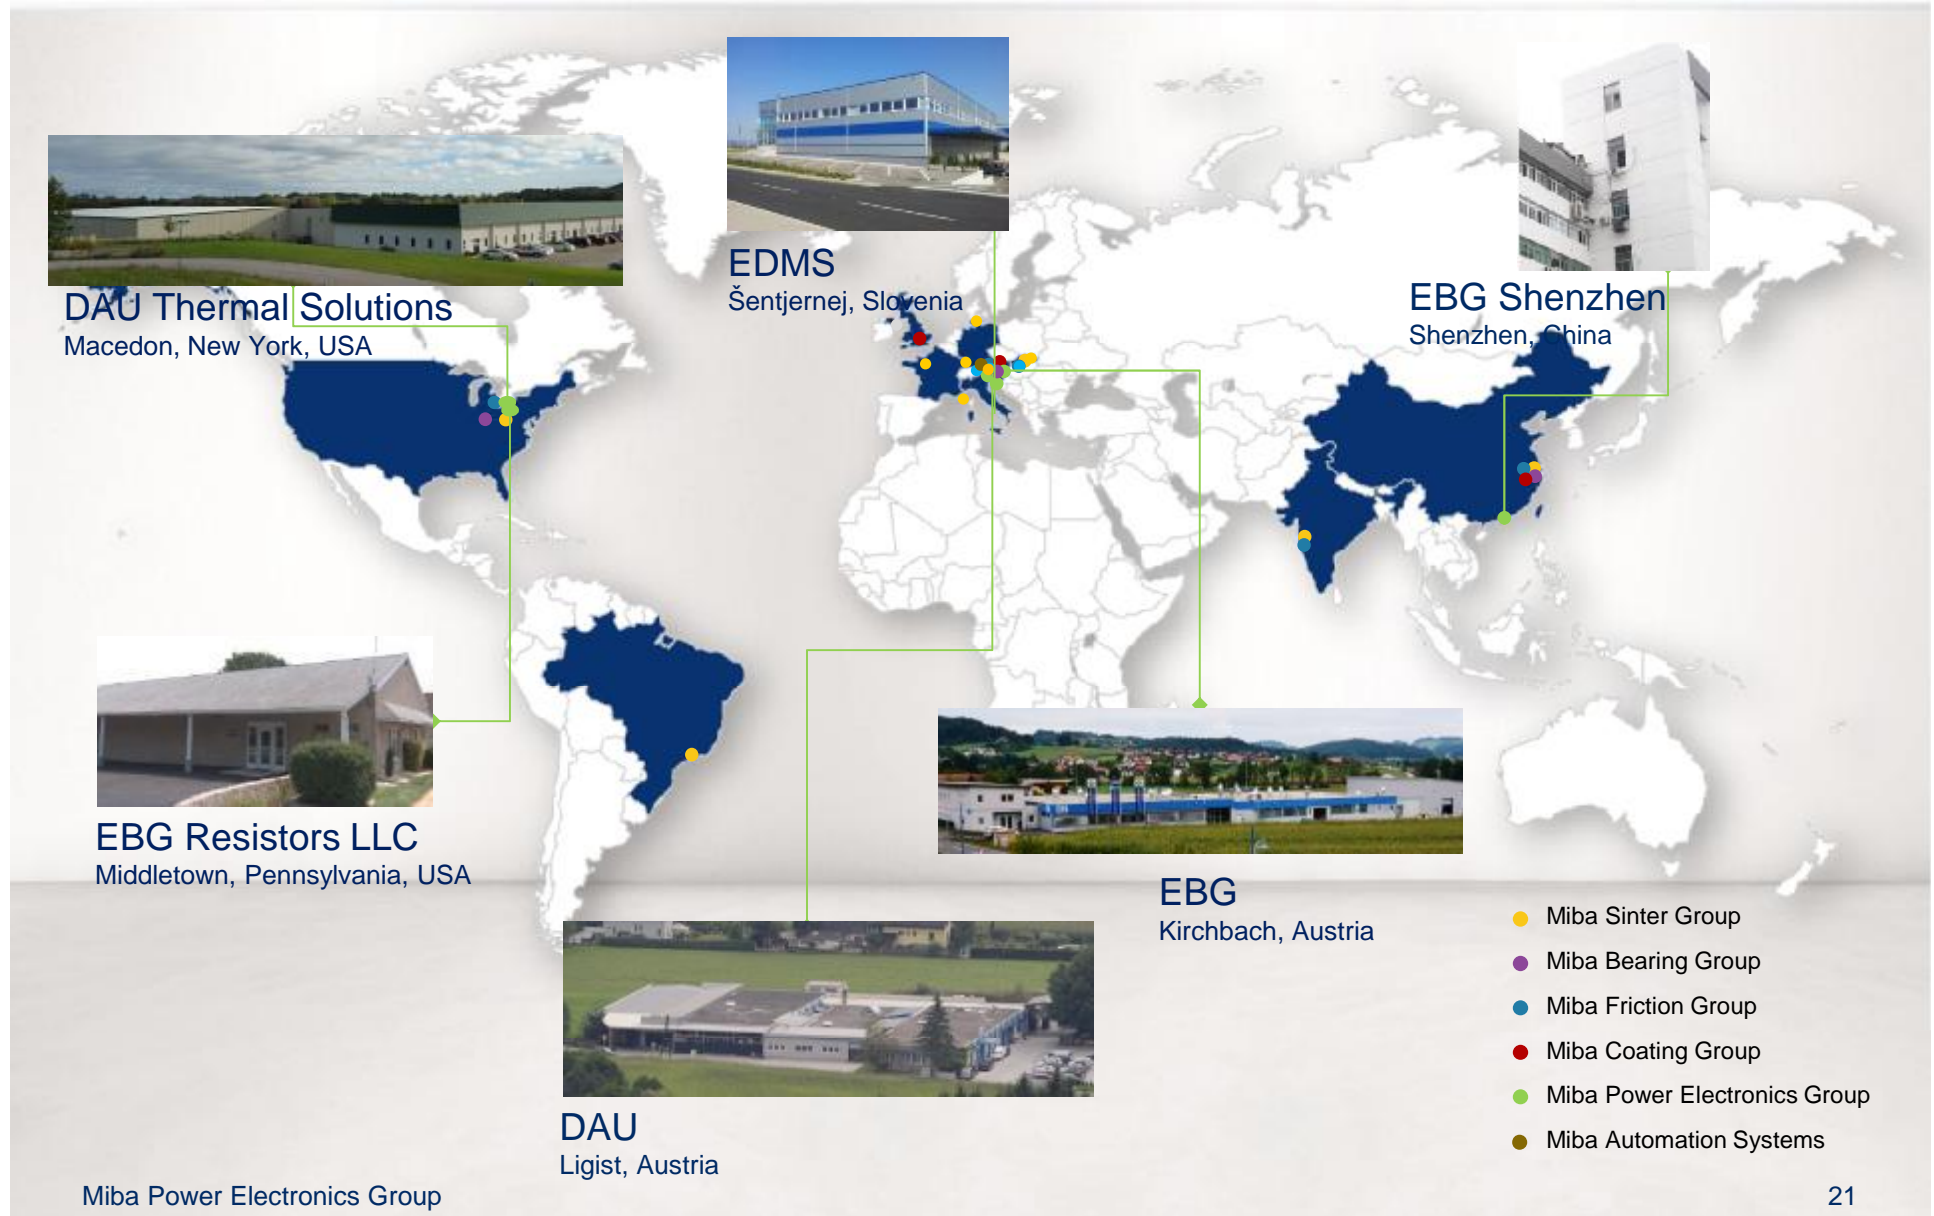 EDMS
Šentjernej, Slovenia
DAU Thermal Solutions
Macedon, New York, USA
EBG Shenzhen
Shenzhen, China
EBG Resistors LLC
Middletown, Pennsylvania, USA
EBG
Kirchbach, Austria
DAU
Ligist, Austria
Miba Sinter Group
Miba Bearing Group
Miba Friction Group
Miba Coating Group
Miba Power Electronics Group
Miba Automation Systems
Miba Power Electronics Group
21